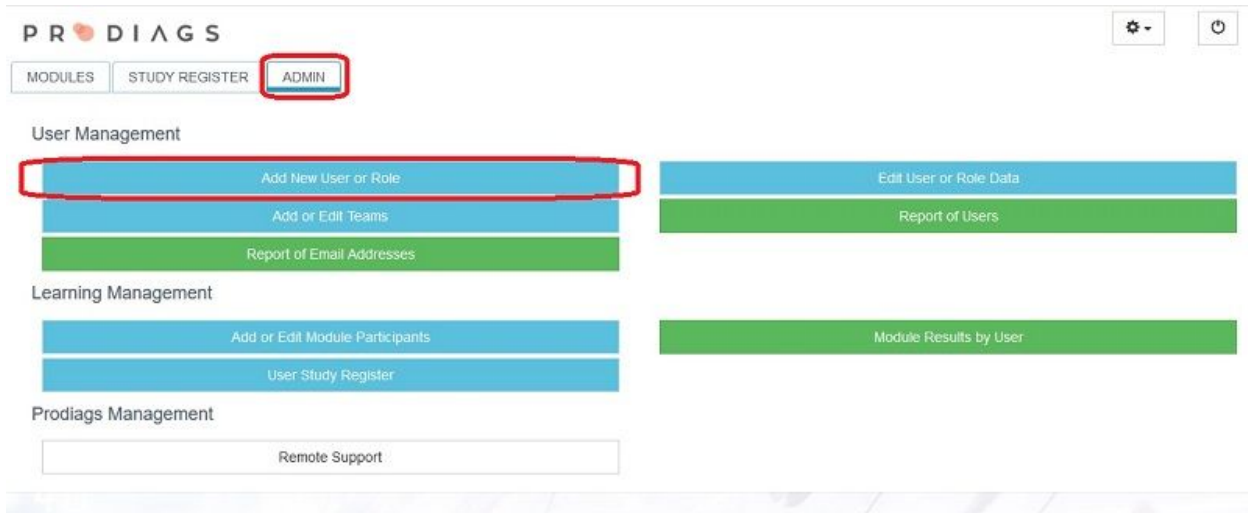 PRODIAGS
MODULES STUDY REGISTER ADMIN
User Management
Add New User or Role Edit User or Role Data
Add or Edit Teams Report of Users
Report of Email Addresses
Learning Management
Add or Edit Module Participants Module Results by User
User Study Register
Prodiags Management
Remote Support